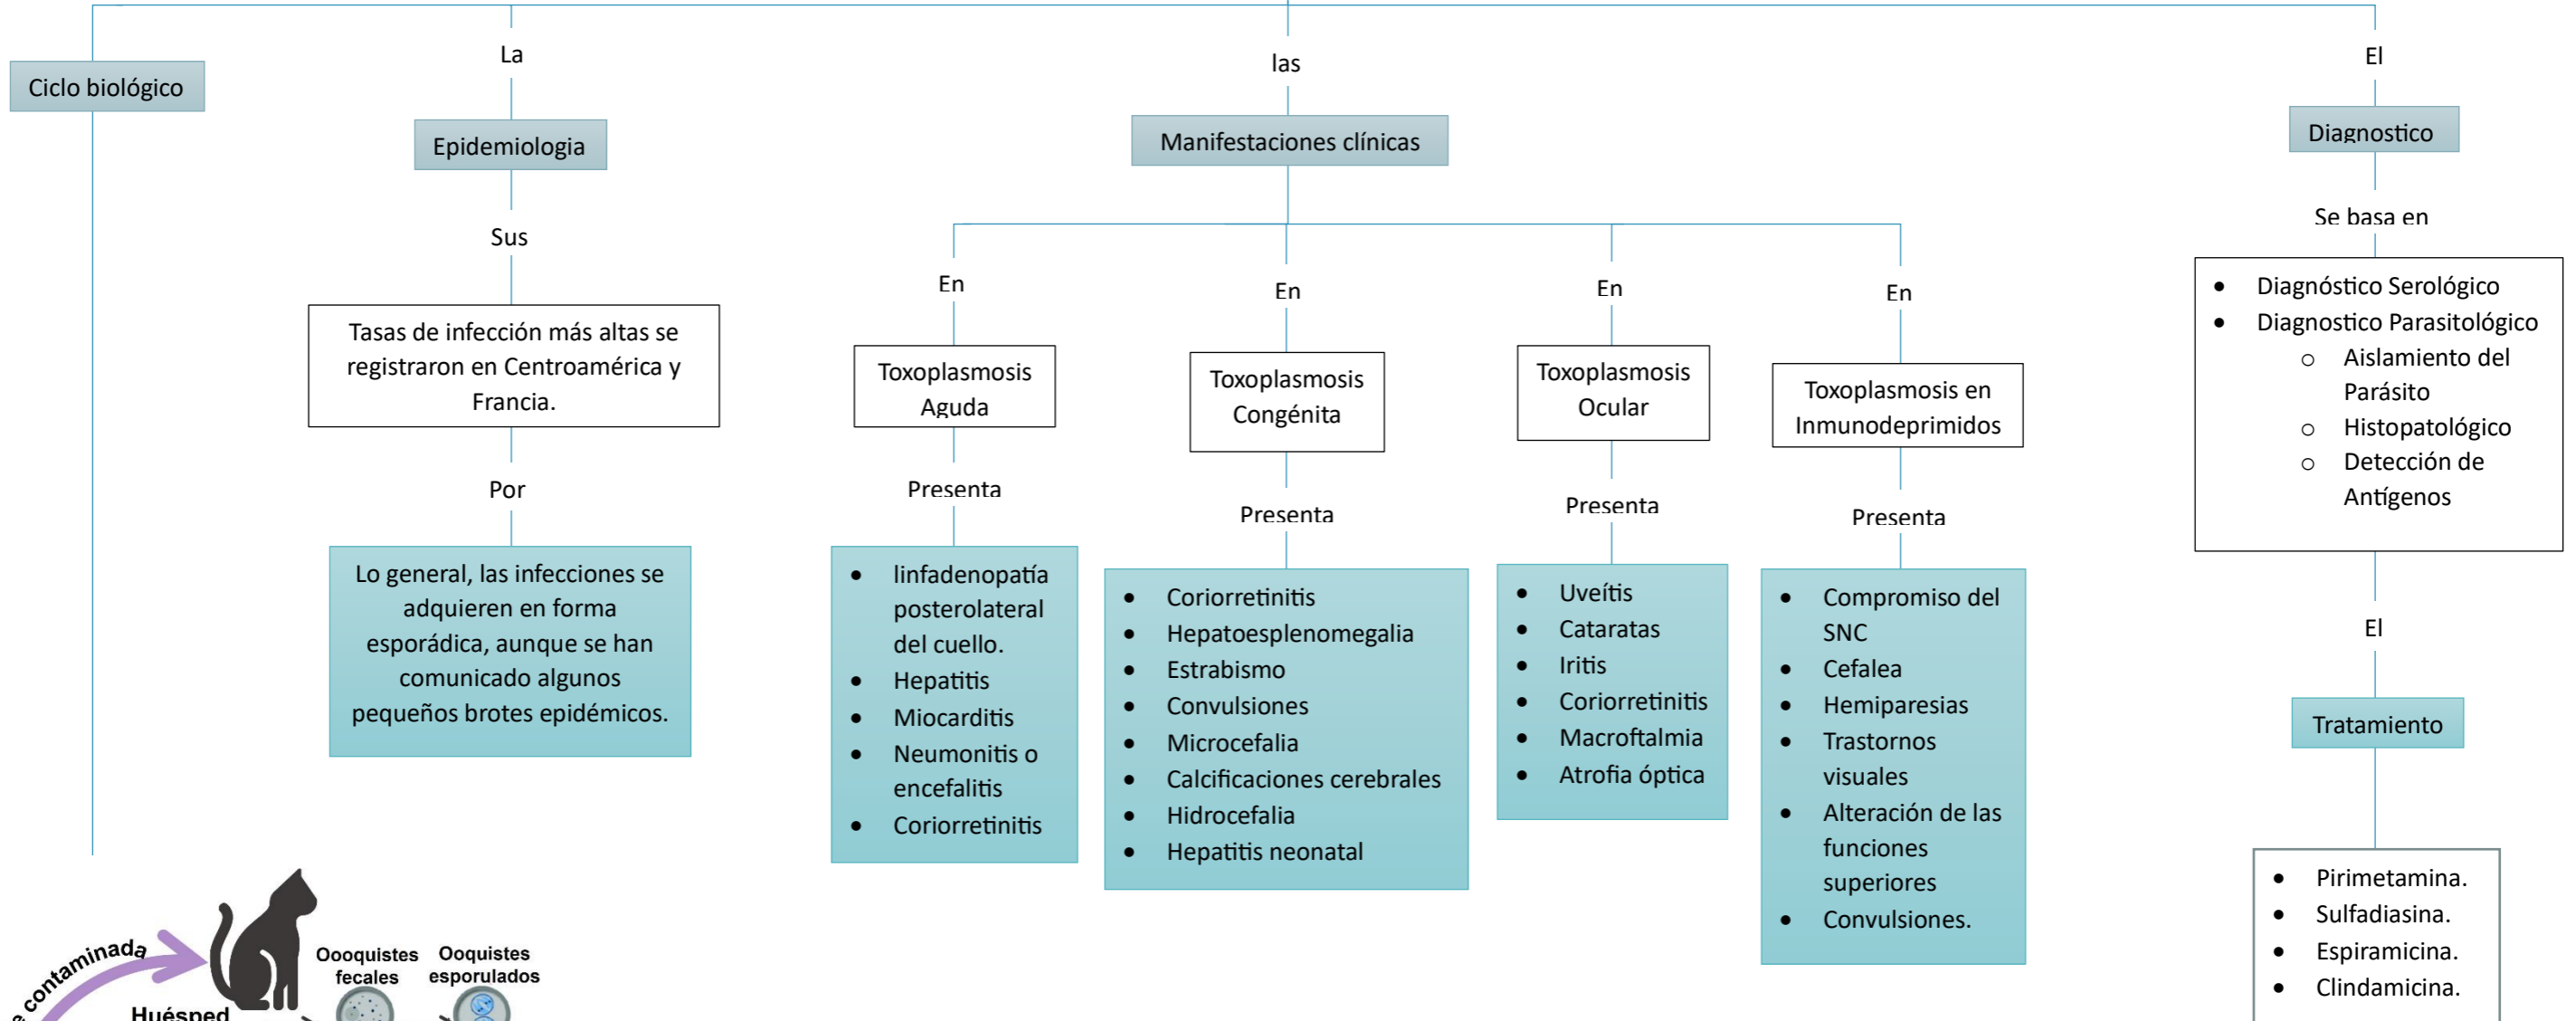 Ciclo biológico
La
Epidemiologia
Sus
Tasas de infección más altas se
registraron en Centroamérica y
Francia.
Por
Lo general, las infecciones se
adquieren en forma
esporádica, aunque se han
comunicado algunos
pequeños brotes epidémicos.
las
Manifestaciones clínicas
En
Toxoplasmosis
Aguda
Presenta
• linfadenopatía
posterolateral
del cuello.
• Hepatitis
• Miocarditis
• Neumonitis o
encefalitis
• Coriorretinitis
En
Toxoplasmosis
Congénita
Presenta
• Coriorretinitis
• Hepatoesplenomegalia
• Estrabismo
• Convulsiones
• Microcefalia
• Calcificaciones cerebrales
• Hidrocefalia
• Hepatitis neonatal
En
Toxoplasmosis
Ocular
Presenta
• Uveítis
• Cataratas
• Iritis
• Coriorretinitis
• Macroftalmia
• Atrofia óptica
En
Toxoplasmosis en
Inmunodeprimidos
Presenta
• Compromiso del
SNC
• Cefalea
• Hemiparesias
• Trastornos
visuales
• Alteración de las
funciones
superiores
• Convulsiones.
El
Diagnostico
Se basa en
• Diagnóstico Serológico
• Diagnostico Parasitológico
o Aislamiento del
Parásito
o Histopatológico
o Detección de
Antígenos
El
Tratamiento
• Pirimetamina.
• Sulfadiasina.
• Espiramicina.
• Clindamicina.
e contaminada
Huésped
Oooquistes
fecales
Ooquistes
esporulados